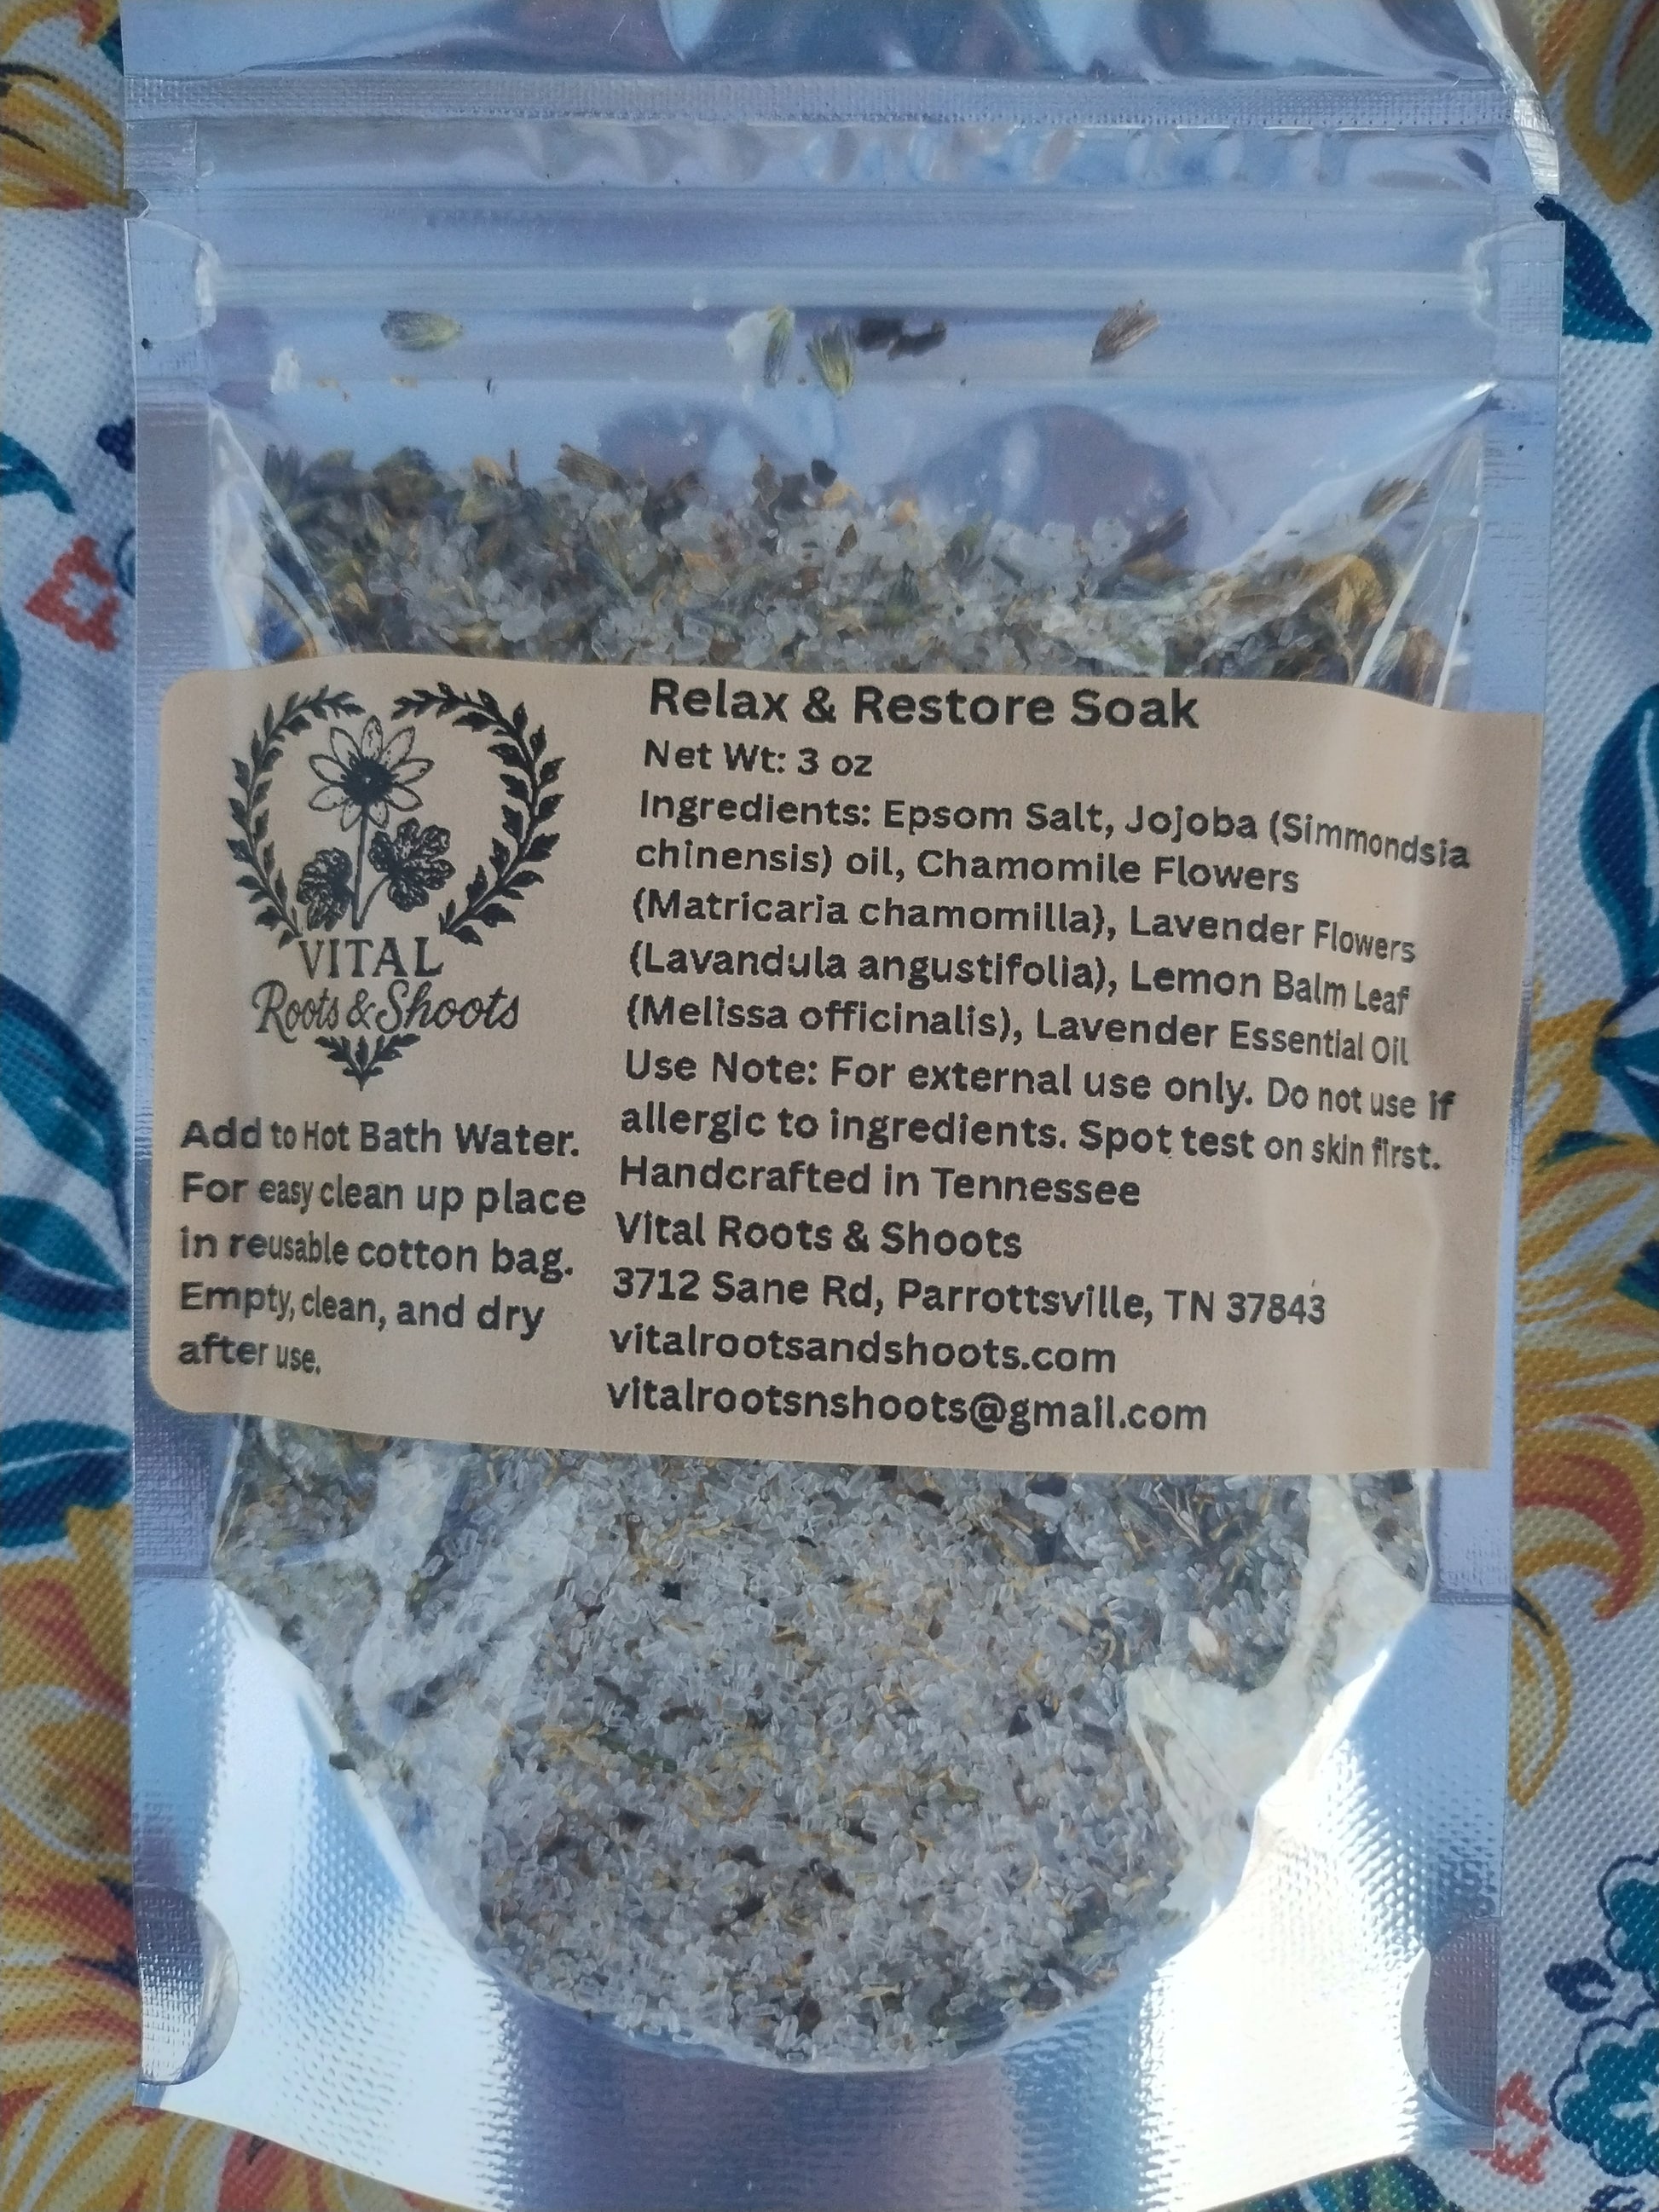 VITAL
Roots & Shoots
Add to Hot Bath Water.
For easy clean up place
in reusable cotton bag.
Empty, clean, and dry
after use.
Relax & Restore Soak
Net Wt: 3 oz
Ingredients: Epsom Salt, Jojoba (Simmondsia
chinensis) oil, Chamomile Flowers
(Matricaria chamomilla), Lavender Flowers
(Lavandula angustifolia), Lemon Balm Leaf
(Melissa officinalis), Lavender Essential Oil
Use Note: For external use only. Do not use if
allergic to ingredients. Spot test on skin first.
Handcrafted in Tennessee
Vital Roots & Shoots
3712 Sane Rd, Parrottsville, TN 37843
vitalrootsandshoots.com
vitalrootsnshoots@gmail.com